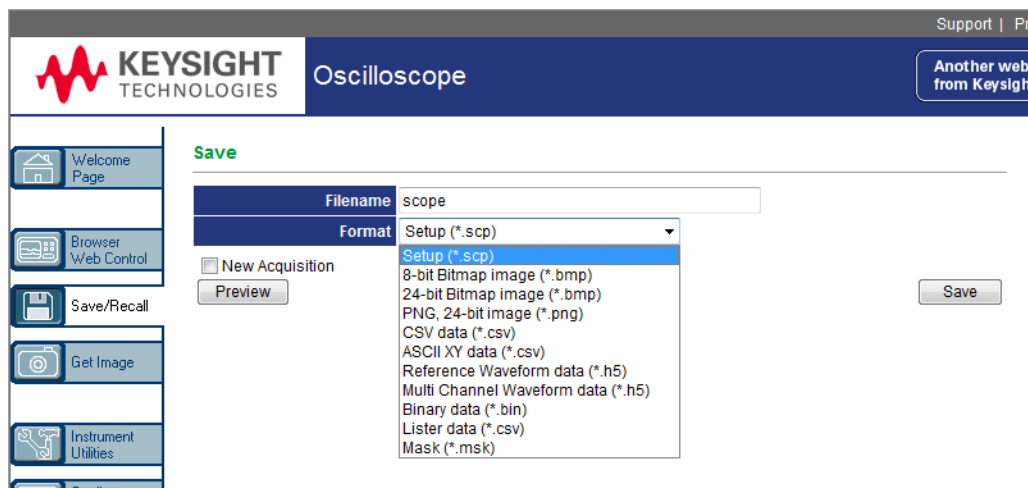 Support | Pr
KEYSIGHT
TECHNOLOGIES
Oscilloscope
Another web
from Keysigh
Welcome
Page
Browser
Web Control
Save/Recall
Get Image
Instrument
Utilities
Save
Filename scope
Format Setup (*.scp)
Setup (*.scp)
8-bit Bitmap image (*.bmp)
24-bit Bitmap image (*.bmp)
PNG, 24-bit image (*.png)
CSV data (*.csv)
ASCII XY data (*.csv)
Reference Waveform data (*.h5)
Multi Channel Waveform data (*.h5)
Binary data (*.bin)
Lister data (*.csv)
Mask (*.msk)
New Acquisition
Preview
Save